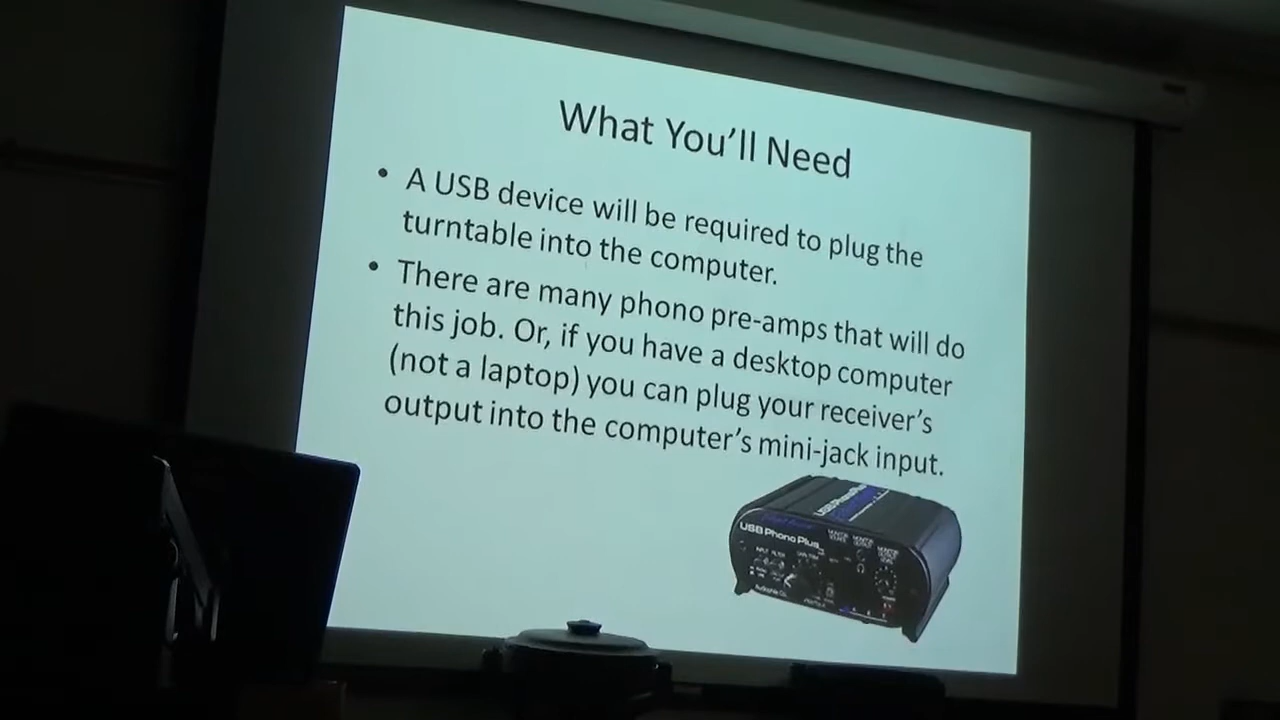 What You'll Need
• A USB device will be required to plug the
turntable into the computer.
• There are many phono pre-amps that will do
this job. Or, if you have a desktop computer
(not a laptop) you can plug your receiver's
output into the computer's mini-jack input.
USB Phono Plus